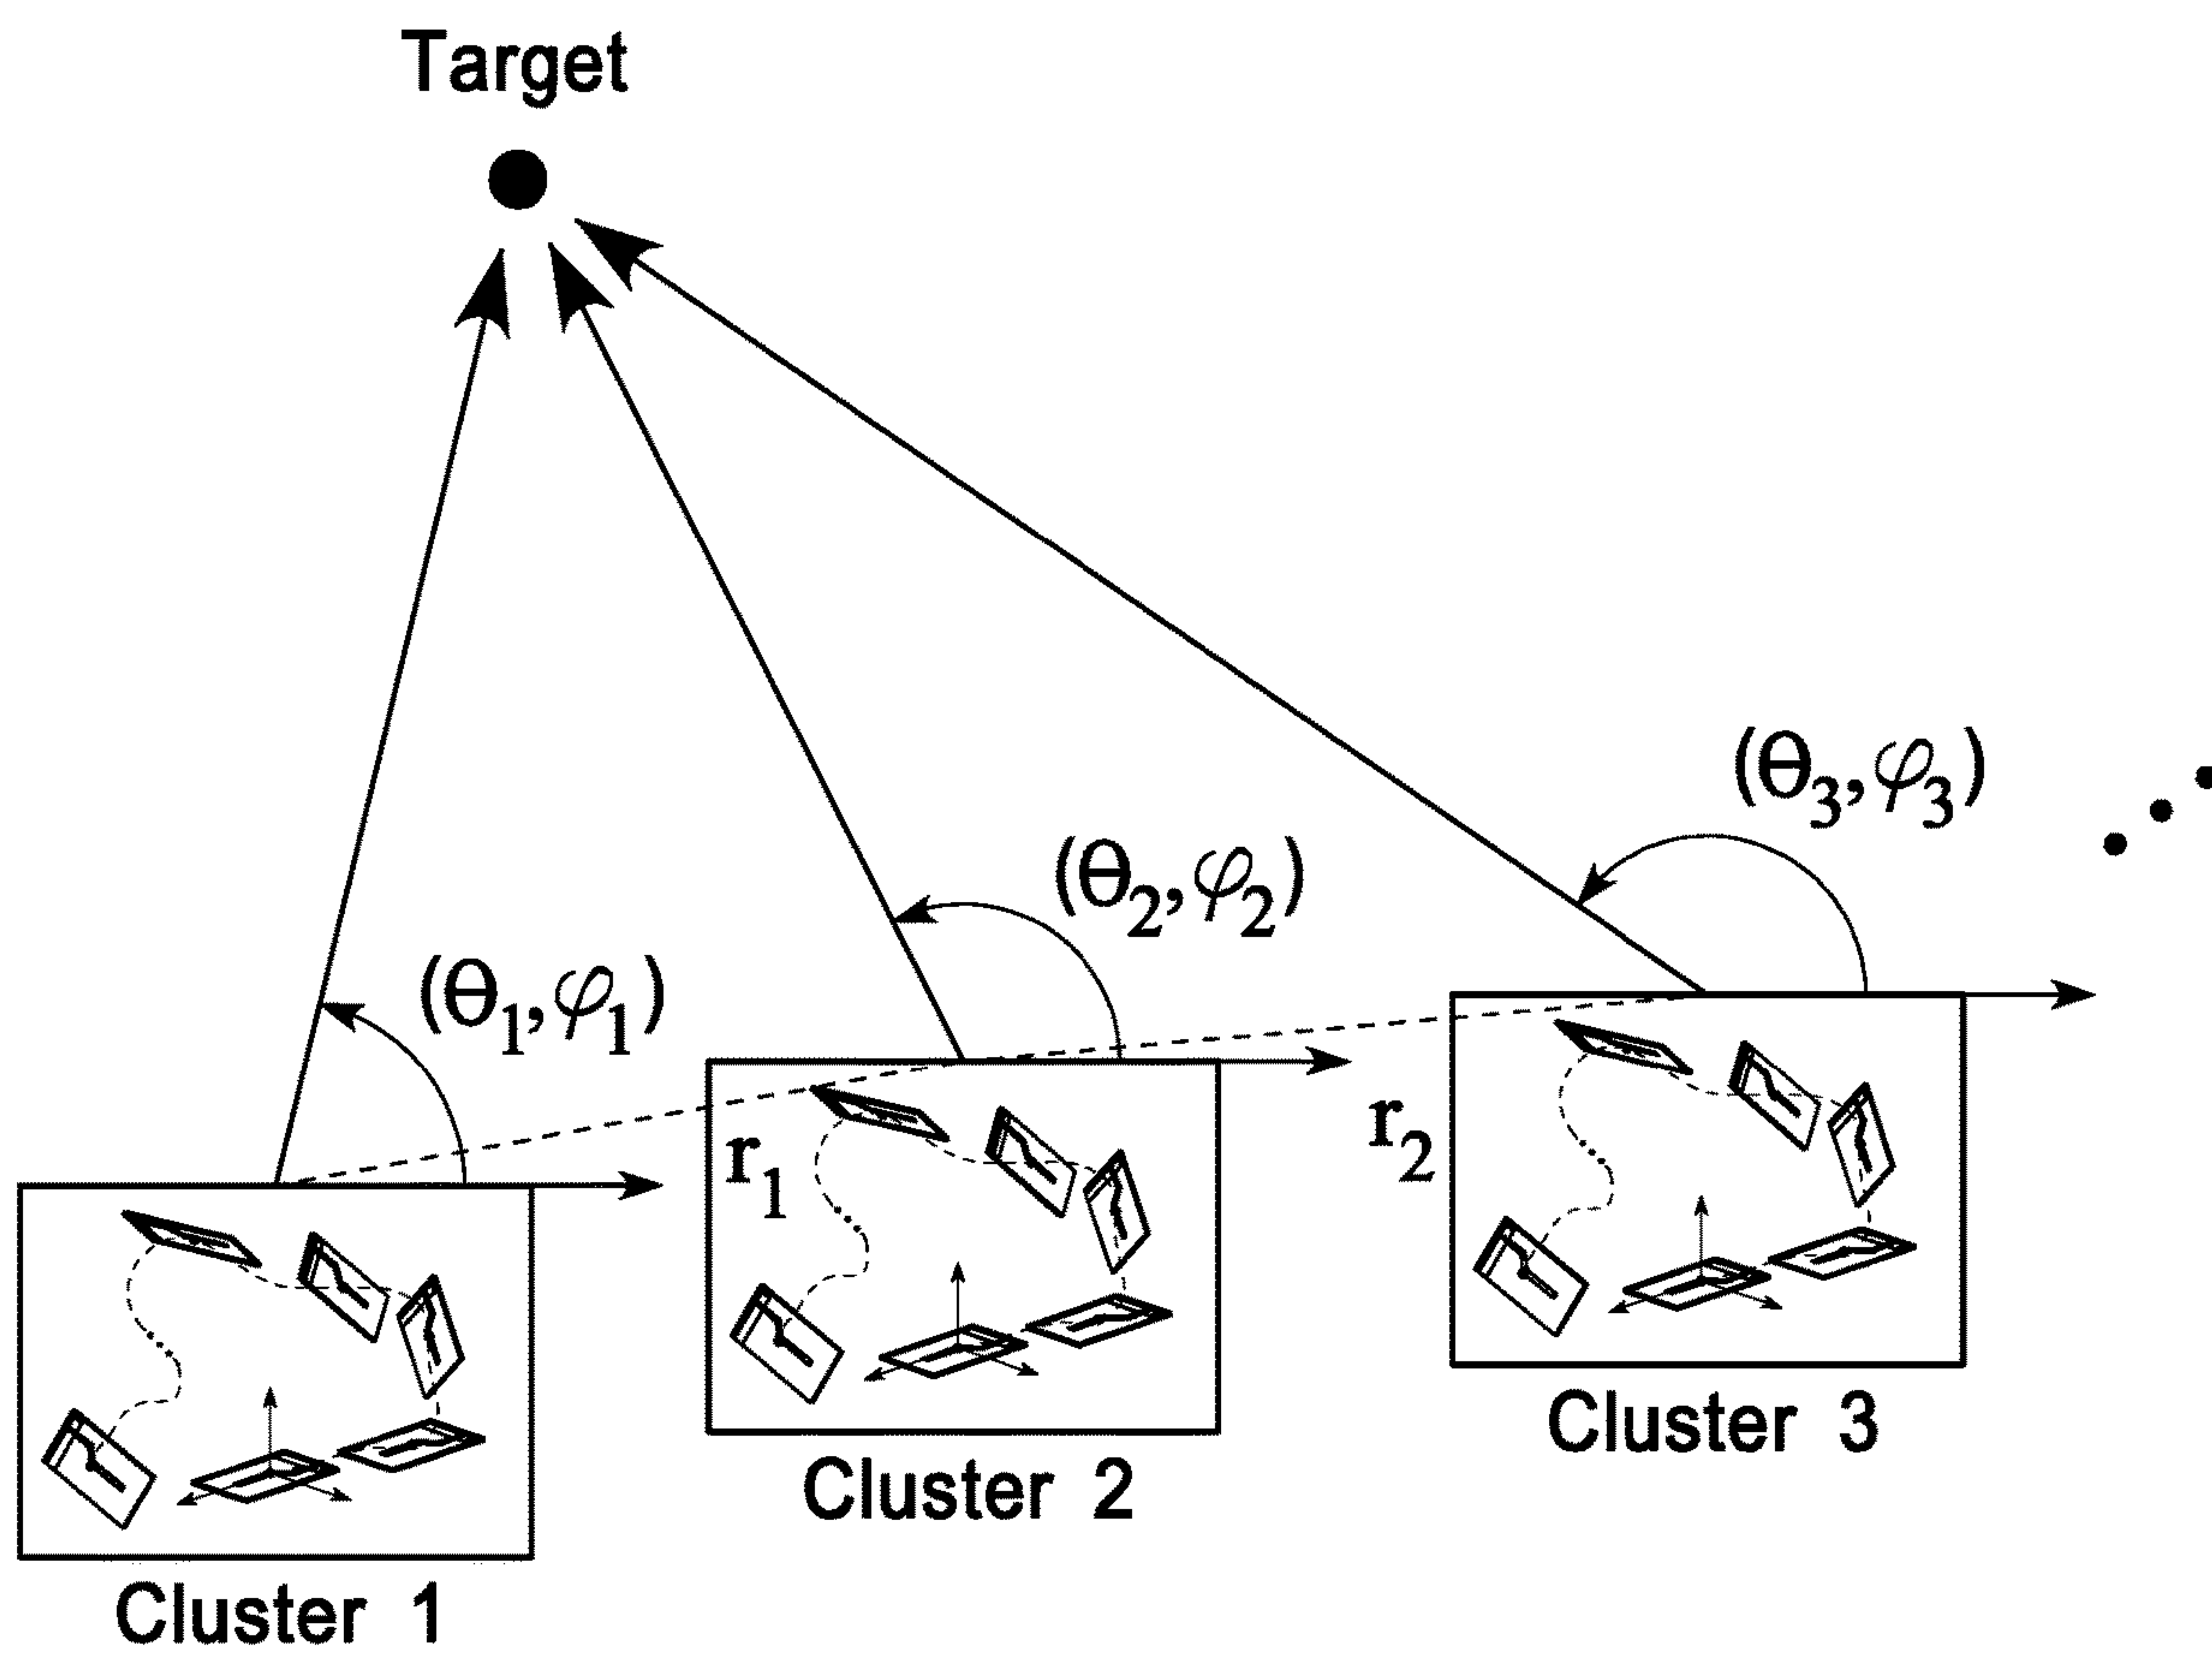 Target
(θ₃,φ₃)
(θ₂,φ₂)
(θ₁,φ₁)
r₁
r₂
Cluster 3
Cluster 2
Cluster 1